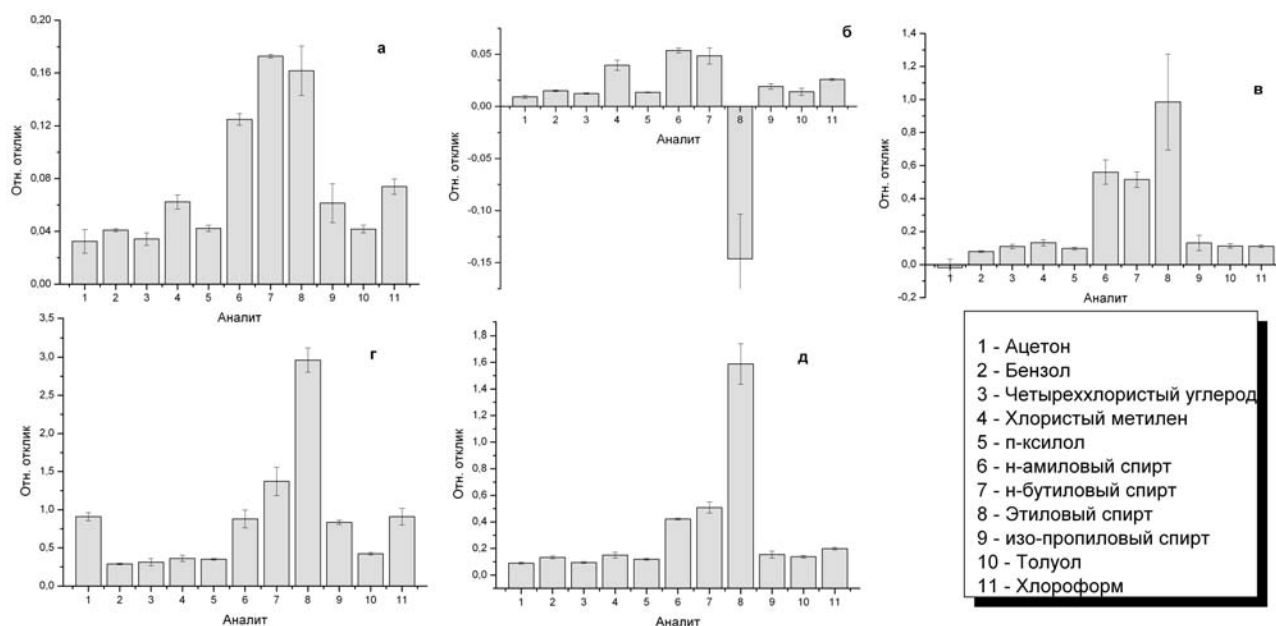 а
0,20
0,16
0,12
0,08
0,04
0,00
Отн. отклик
1 2 3 4 5 6 7 8 9 10 11
Аналит
б
0,05
0,00
-0,05
-0,10
-0,15
Отн. отклик
1 2 3 4 5 6 7 8 9 10 11
Аналит
в
1,4
1,2
1,0
0,8
0,6
0,4
0,2
0,0
-0,2
Отн. отклик
1 2 3 4 5 6 7 8 9 10 11
Аналит
г
3,5
3,0
2,5
2,0
1,5
1,0
0,5
0,0
Отн. отклик
1 2 3 4 5 6 7 8 9 10 11
Аналит
д
1,8
1,6
1,4
1,2
1,0
0,8
0,6
0,4
0,2
0,0
Отн. отклик
1 2 3 4 5 6 7 8 9 10 11
Аналит
1 - Ацетон
2 - Бензол
3 - Четыреххлористый углерод
4 - Хлористый метилен
5 - п-ксилол
6 - н-амиловый спирт
7 - н-бутиловый спирт
8 - Этиловый спирт
9 - изо-пропиловый спирт
10 - Толуол
11 - Хлороформ